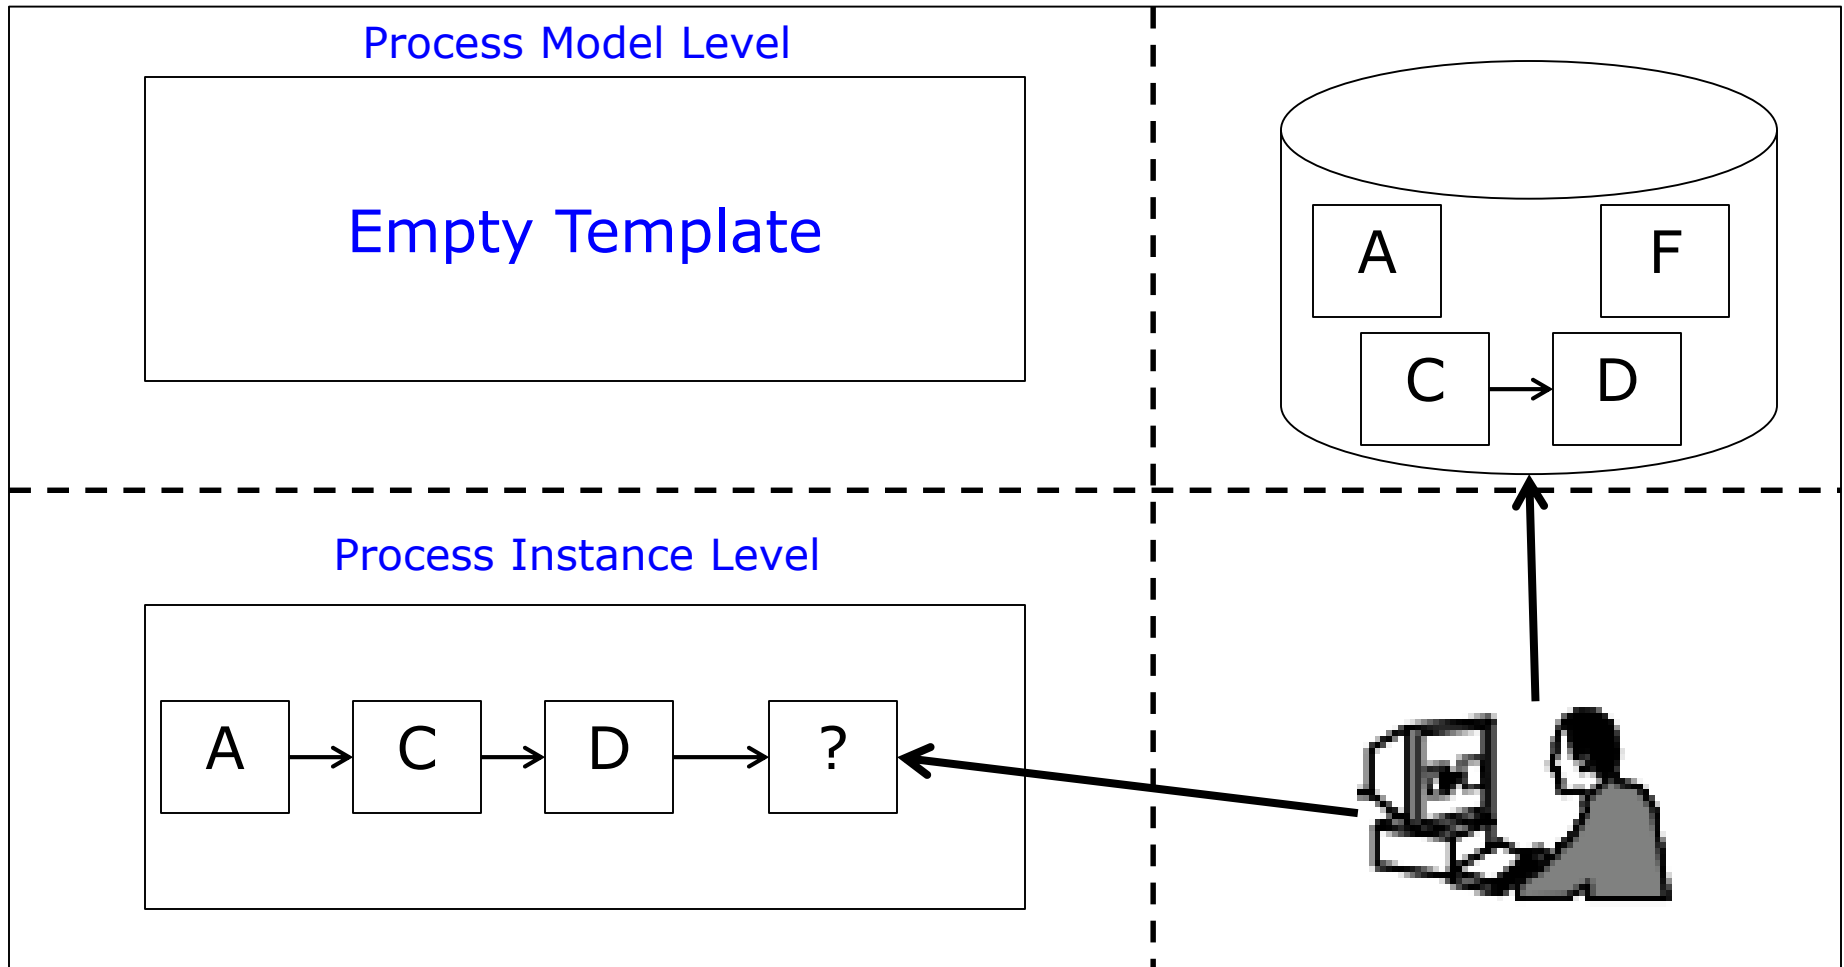 Process Model Level
Empty Template
A F
C D
Process Instance Level
A C D ?